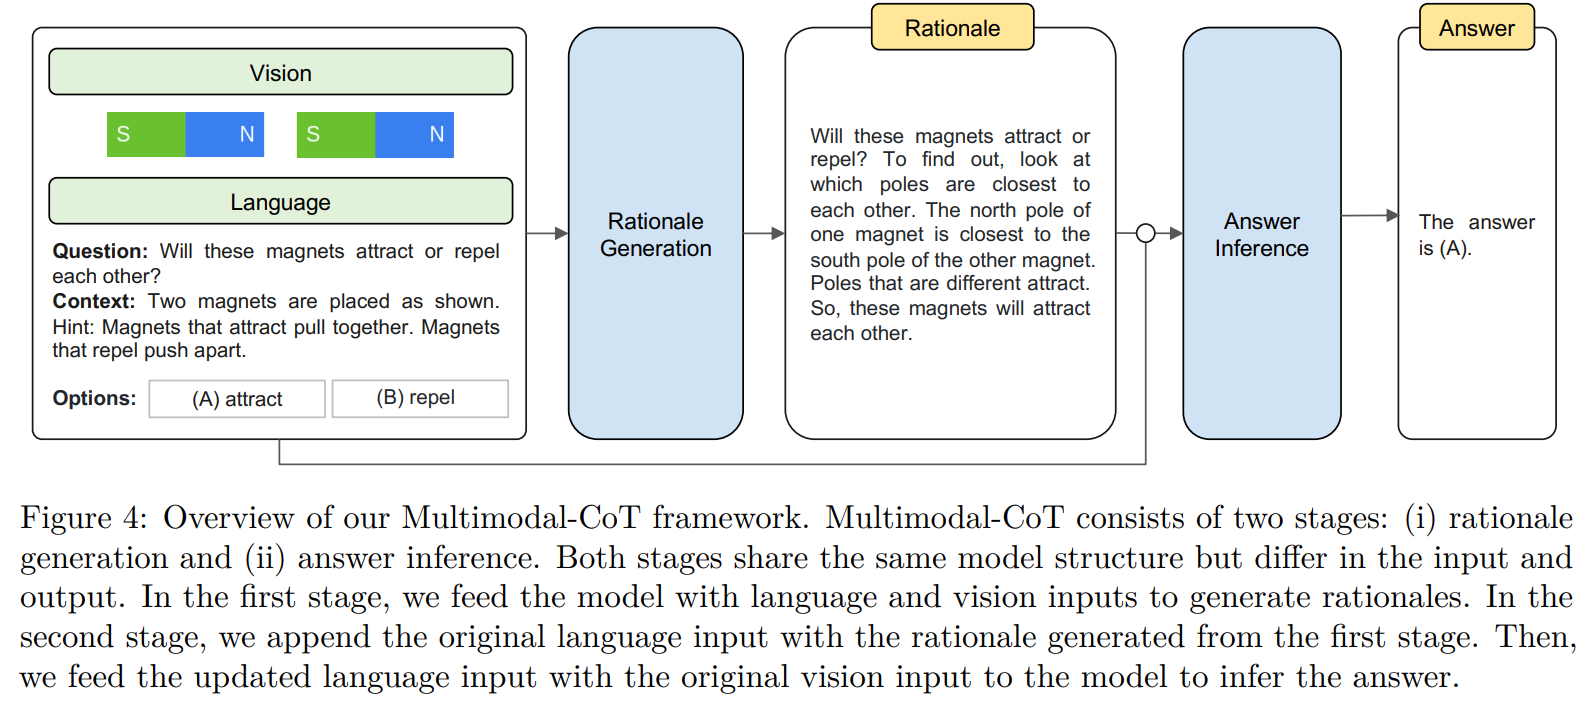 Vision
S N S N
Language
Question: Will these magnets attract or repel
each other?
Context: Two magnets are placed as shown.
Hint: Magnets that attract pull together. Magnets
that repel push apart.
Options: (A) attract (B) repel
Rationale
Generation
Rationale
Will these magnets attract or
repel? To find out, look at
which poles are closest to
each other. The north pole of
one magnet is closest to the
south pole of the other magnet.
Poles that are different attract.
So, these magnets will attract
each other.
Answer
Inference
Answer
The answer
is (A).
Figure 4: Overview of our Multimodal-CoT framework. Multimodal-CoT consists of two stages: (i) rationale
generation and (ii) answer inference. Both stages share the same model structure but differ in the input and
output. In the first stage, we feed the model with language and vision inputs to generate rationales. In the
second stage, we append the original language input with the rationale generated from the first stage. Then,
we feed the updated language input with the original vision input to the model to infer the answer.